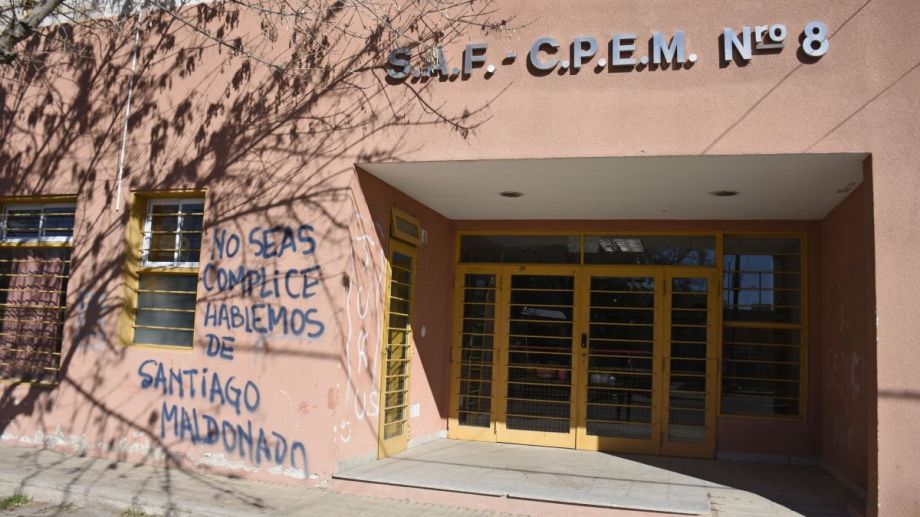 S.A.F.-C.P.E.M. Nro 8
NO SEAS
COMPLICE
HABLEMOS
DE
SANTIAGO
MALDONADO